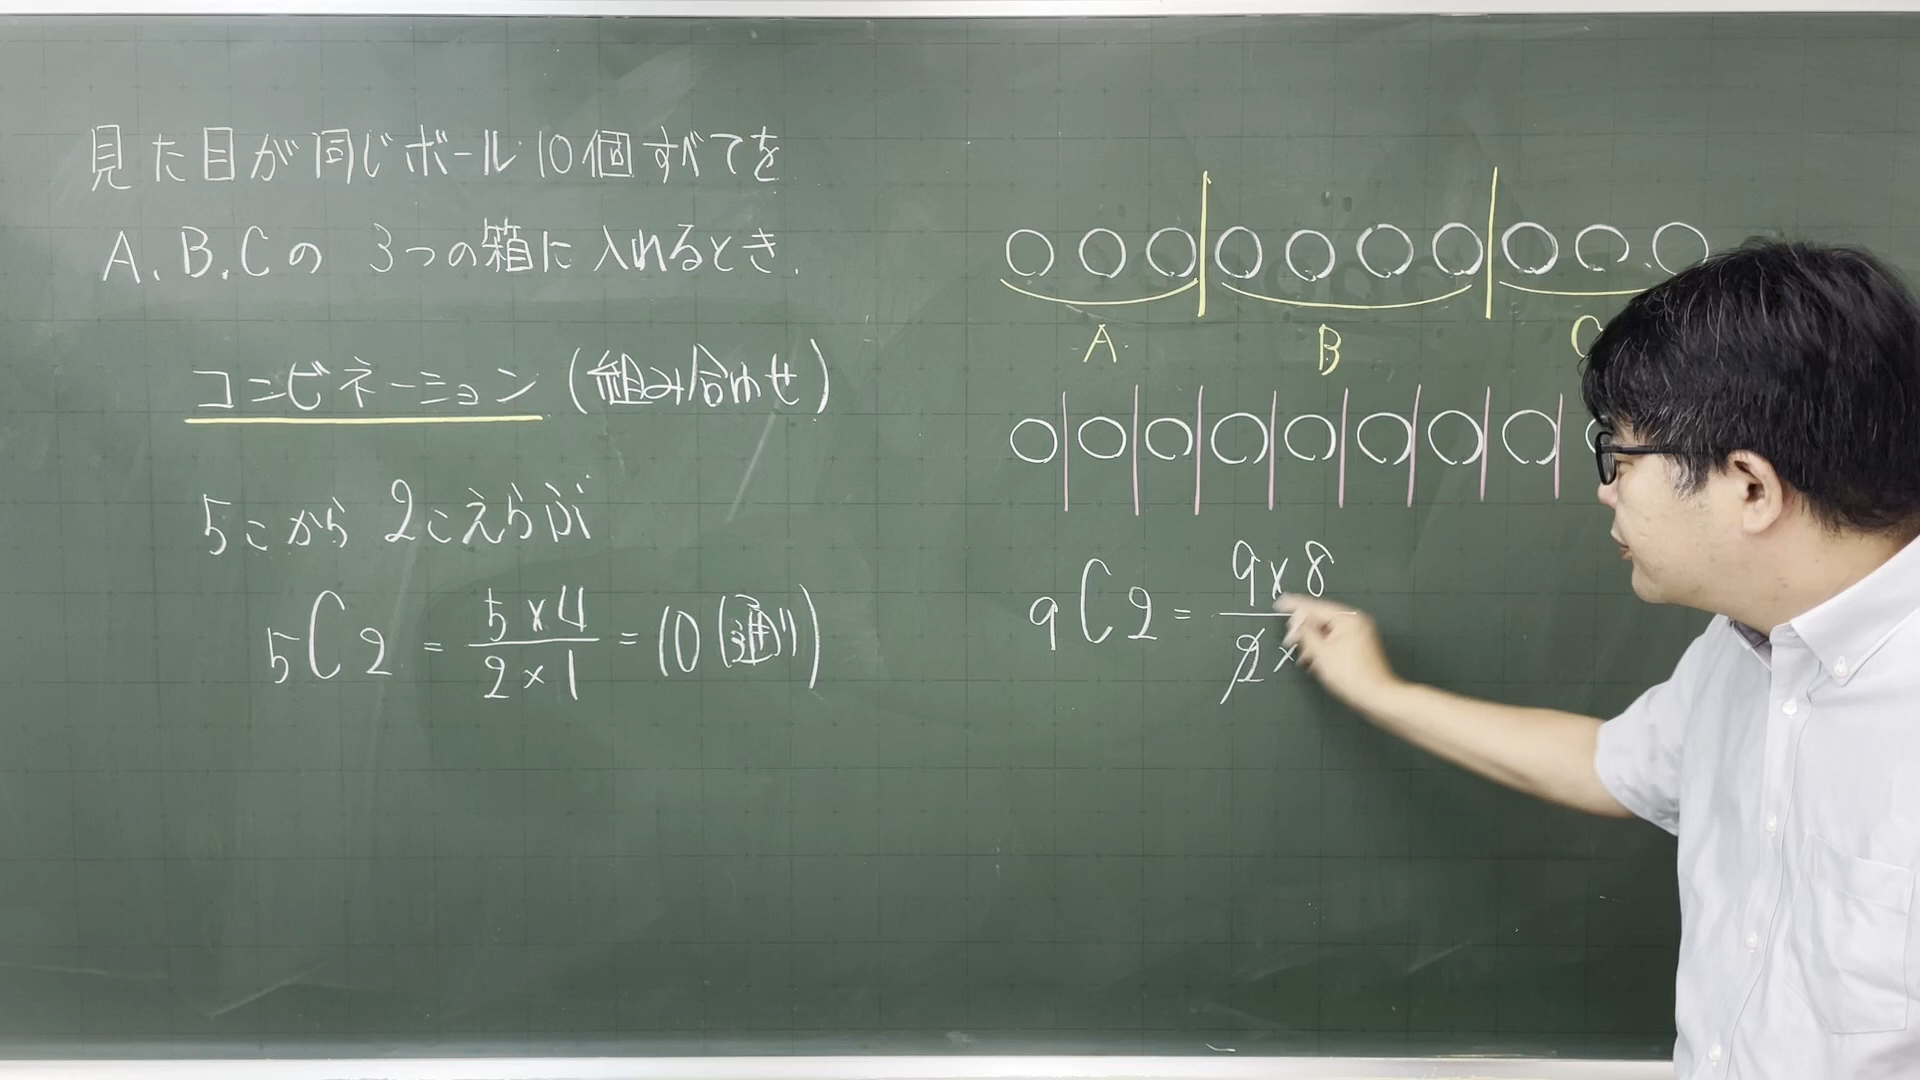 見た目が同じボール10個すべてを
A.B.Cの 3つの箱に入れるとき.
コンビネーション(組み合わせ)
5こから 2こえらぶ
5C2 = 5×4 / 2×1 = 10(通り)
A B C
9C2 = 9×8 / 2×